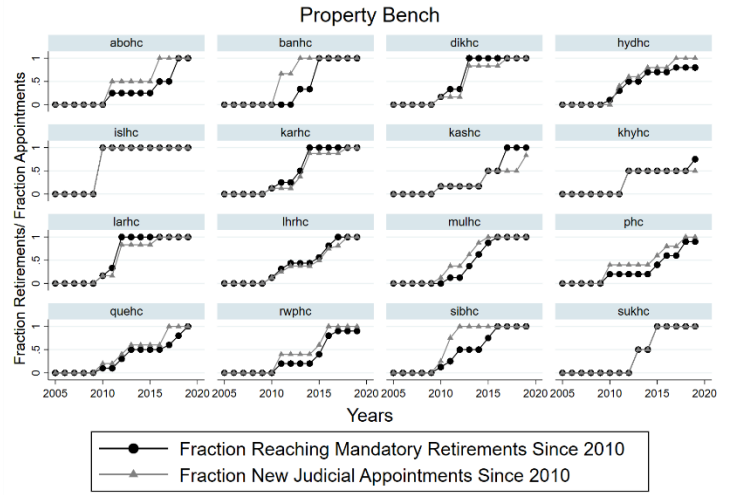 Property Bench
Fraction Retirements/ Fraction Appointments
abohc banhc dikhc hydhc
1
.5
0
islhc karhc kashc khyhc
1
.5
0
larhc lhrhc mulhc phc
1
.5
0
quehc rwphc sibhc sukhc
1
.5
0
2005 2010 2015 2020 2005 2010 2015 2020 2005 2010 2015 2020 2005 2010 2015 2020
Years
Fraction Reaching Mandatory Retirements Since 2010
Fraction New Judicial Appointments Since 2010